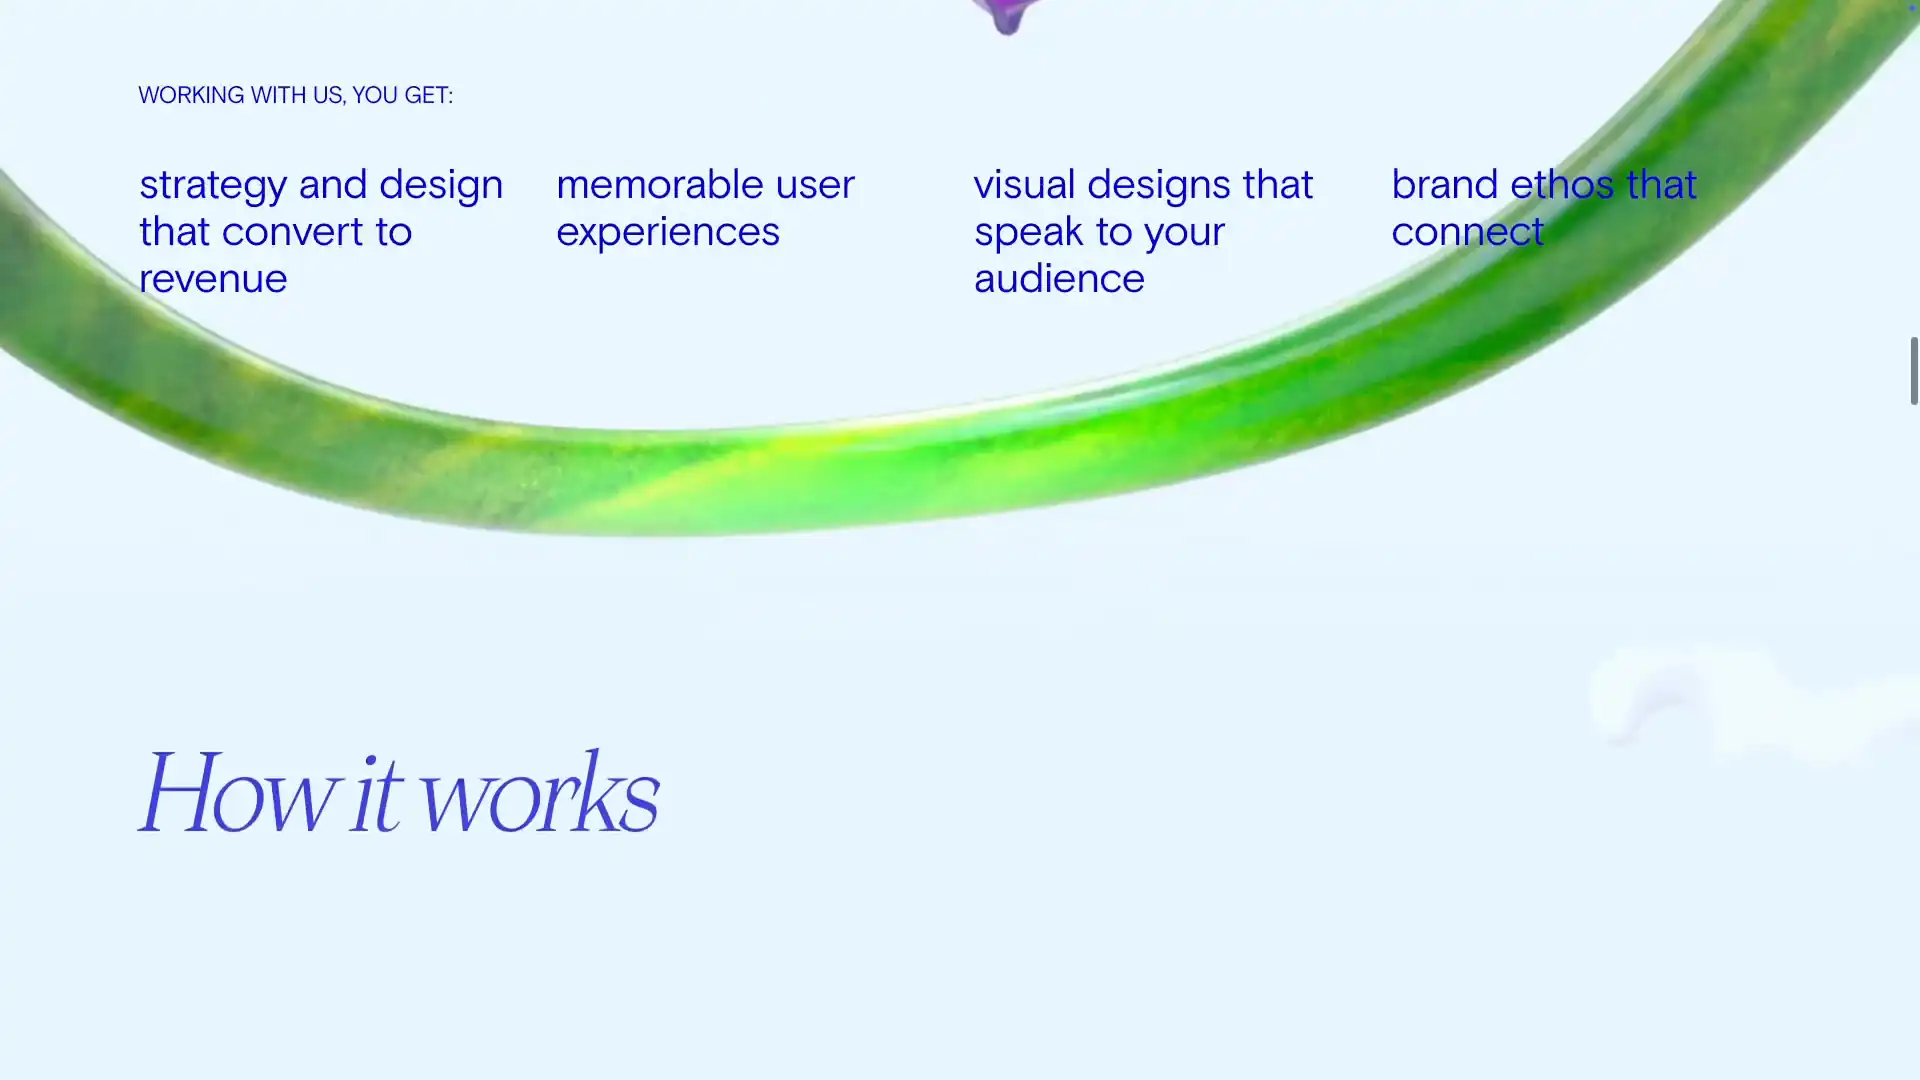 WORKING WITH US, YOU GET:
strategy and design
that convert to
revenue
memorable user
experiences
visual designs that
speak to your
audience
brand ethos that
connect
How it works